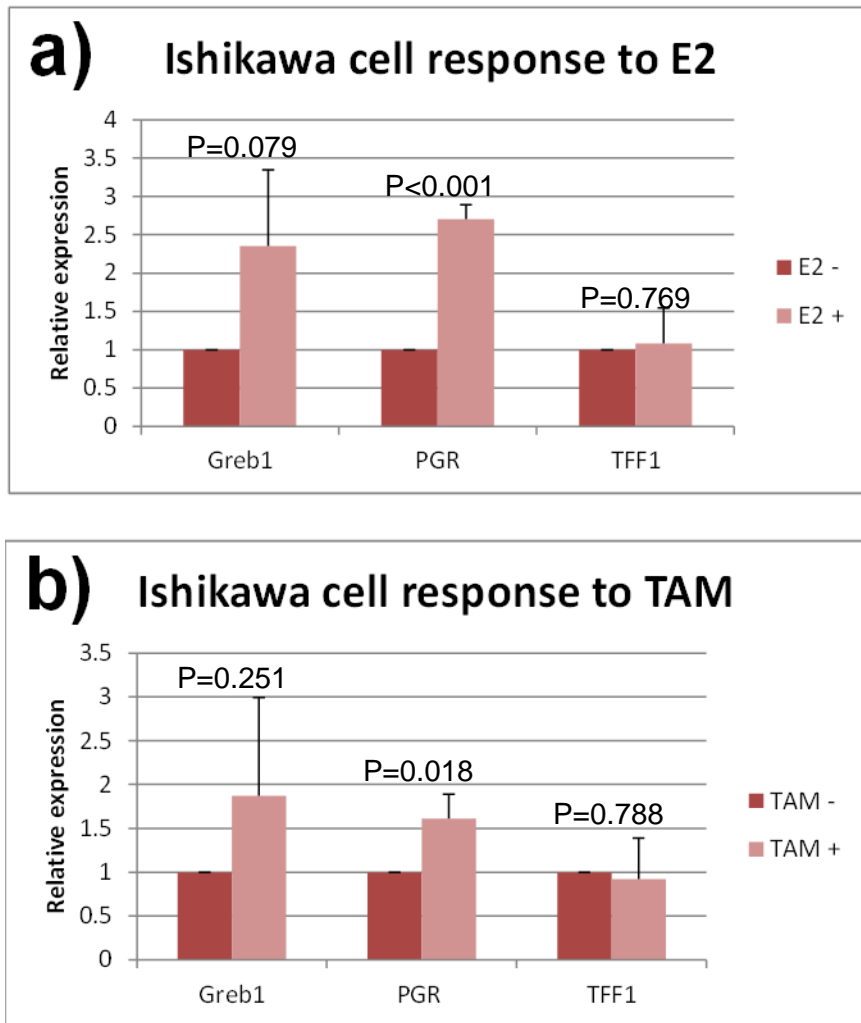 a) Ishikawa cell response to E2
Relative expression
4
3.5
3
2.5
2
1.5
1
0.5
0
P=0.079
P<0.001
P=0.769
Greb1 PGR TFF1
E2 -
E2 +
b) Ishikawa cell response to TAM
Relative expression
3.5
3
2.5
2
1.5
1
0.5
0
P=0.251
P=0.018
P=0.788
Greb1 PGR TFF1
TAM -
TAM +